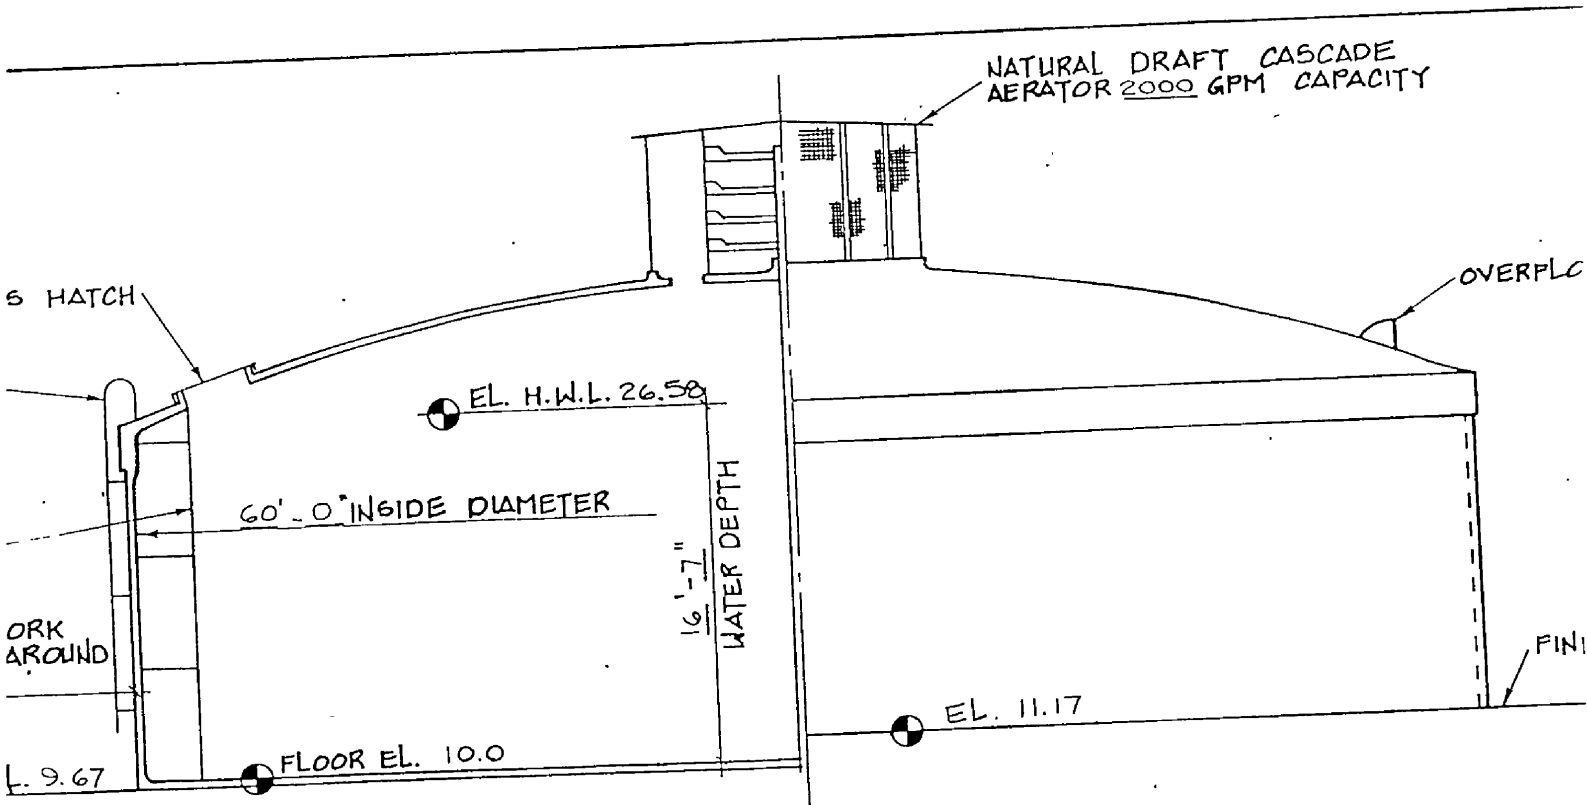 NATURAL DRAFT CASCADE
AERATOR 2000 GPM CAPACITY
S HATCH
OVERFLO
EL. H.W.L. 26.58
60'-0" INSIDE DIAMETER
16'-7"
WATER DEPTH
ORK
AROUND
FINI
EL. 11.17
FLOOR EL. 10.0
L. 9.67